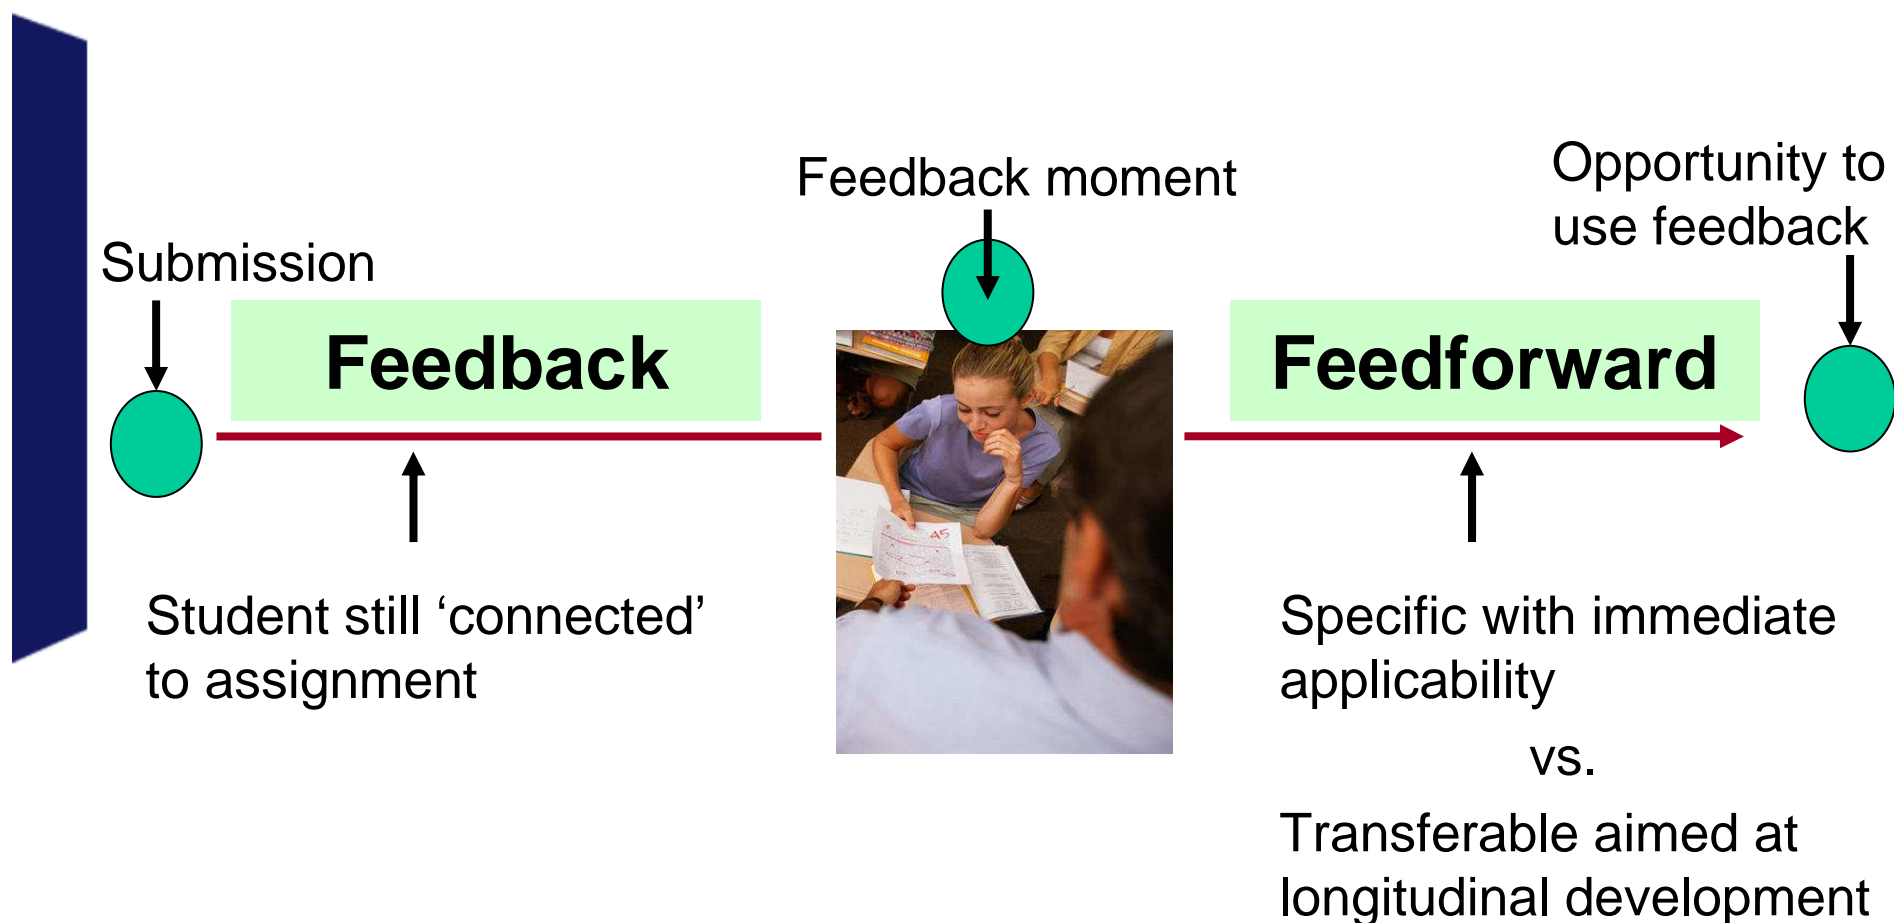 Submission
Feedback moment
Opportunity to
use feedback
Feedback
Feedforward
Student still ‘connected’
to assignment
Specific with immediate
applicability
vs.
Transferable aimed at
longitudinal development